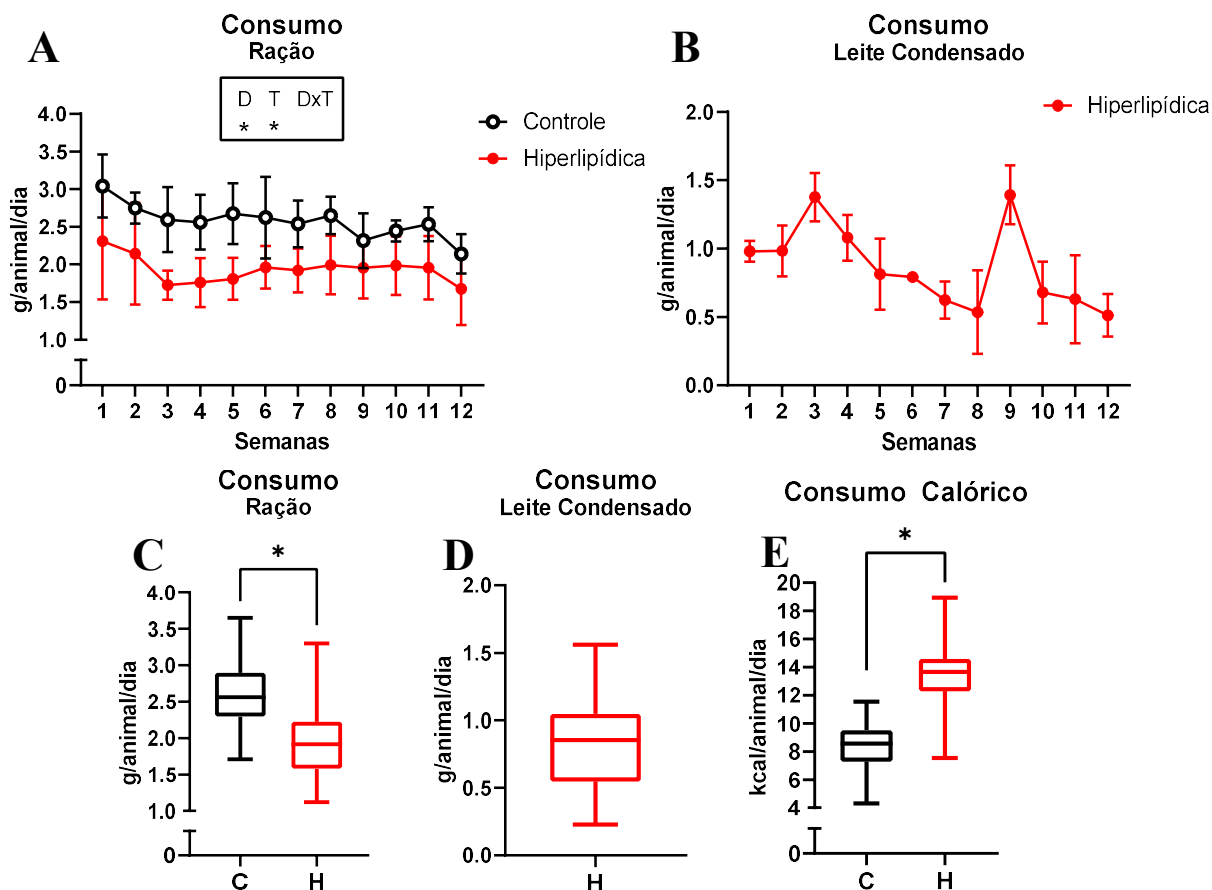 A
Consumo
Ração
D T DxT
* *
Controle
Hiperlipídica
g/animal/dia
4.0
3.5
3.0
2.5
2.0
1.5
1.0
0
1 2 3 4 5 6 7 8 9 10 11 12
Semanas
B
Consumo
Leite Condensado
Hiperlipídica
g/animal/dia
2.0
1.5
1.0
0.5
0.0
1 2 3 4 5 6 7 8 9 10 11 12
Semanas
C
Consumo
Ração
*
g/animal/dia
4.0
3.5
3.0
2.5
2.0
1.5
1.0
0
C H
D
Consumo
Leite Condensado
g/animal/dia
2.0
1.5
1.0
0.5
0.0
H
E
Consumo Calórico
*
kcal/animal/dia
20
18
16
14
12
10
8
6
4
0
C H